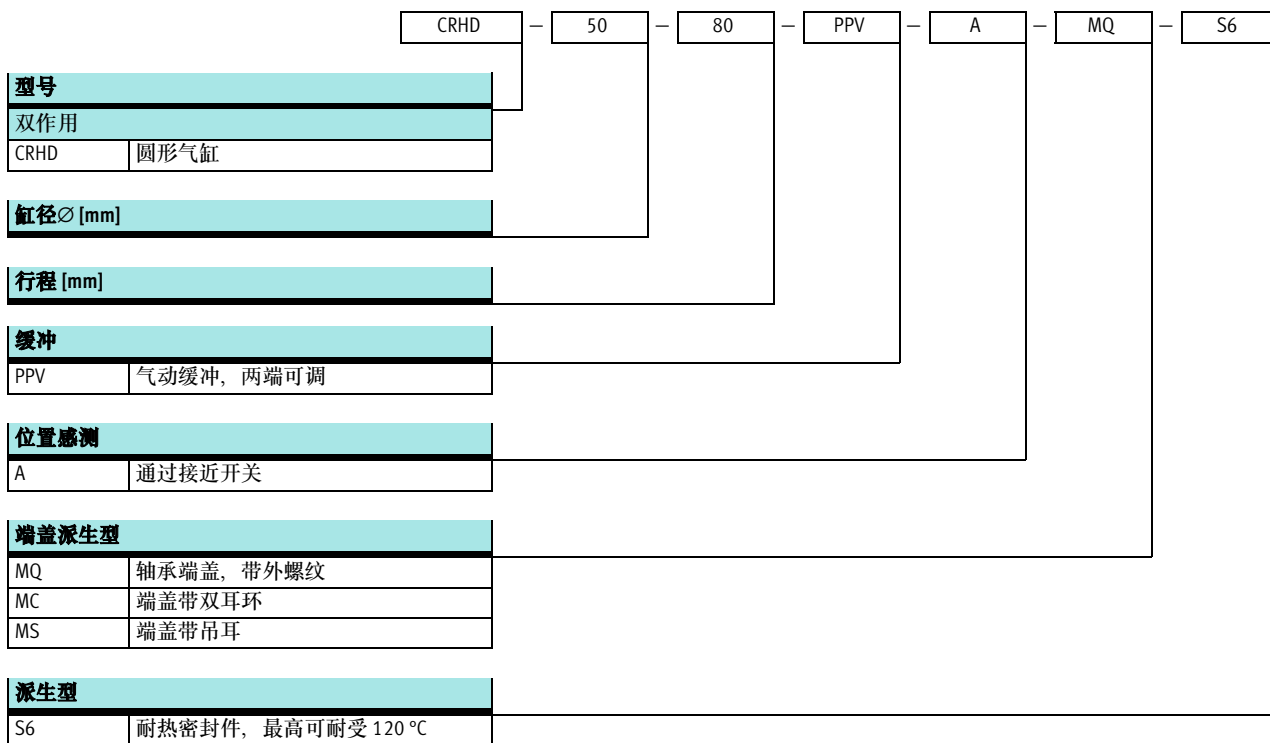 CRHD – 50 – 80 – PPV – A – MQ – S6
型号
双作用
CRHD 圆形气缸
缸径∅ [mm]
行程 [mm]
缓冲
PPV 气动缓冲，两端可调
位置感测
A 通过接近开关
端盖派生型
MQ 轴承端盖，带外螺纹
MC 端盖带双耳环
MS 端盖带吊耳
派生型
S6 耐热密封件，最高可耐受 120 °C